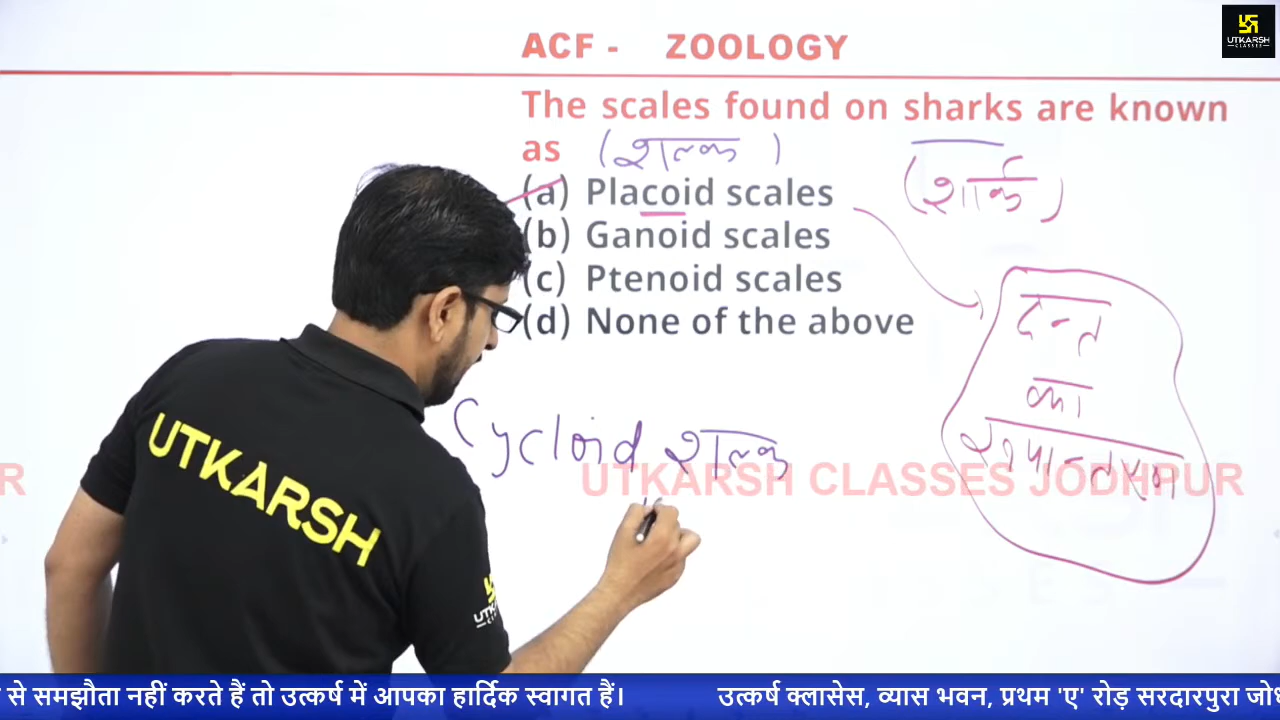 UTKARSH
CLASSES
ACF - ZOOLOGY
The scales found on sharks are known
as (शल्क)
(शार्क)
(a) Placoid scales
(b) Ganoid scales
(c) Ptenoid scales
(d) None of the above
दन्त
का
रूपान्तरण
Cycloid शल्क
UTKARSH CLASSES JODHPUR
R
UTKARSH
से समझौता नहीं करते हैं तो उत्कर्ष में आपका हार्दिक स्वागत हैं। उत्कर्ष क्लासेस, व्यास भवन, प्रथम 'ए' रोड़ सरदारपुरा